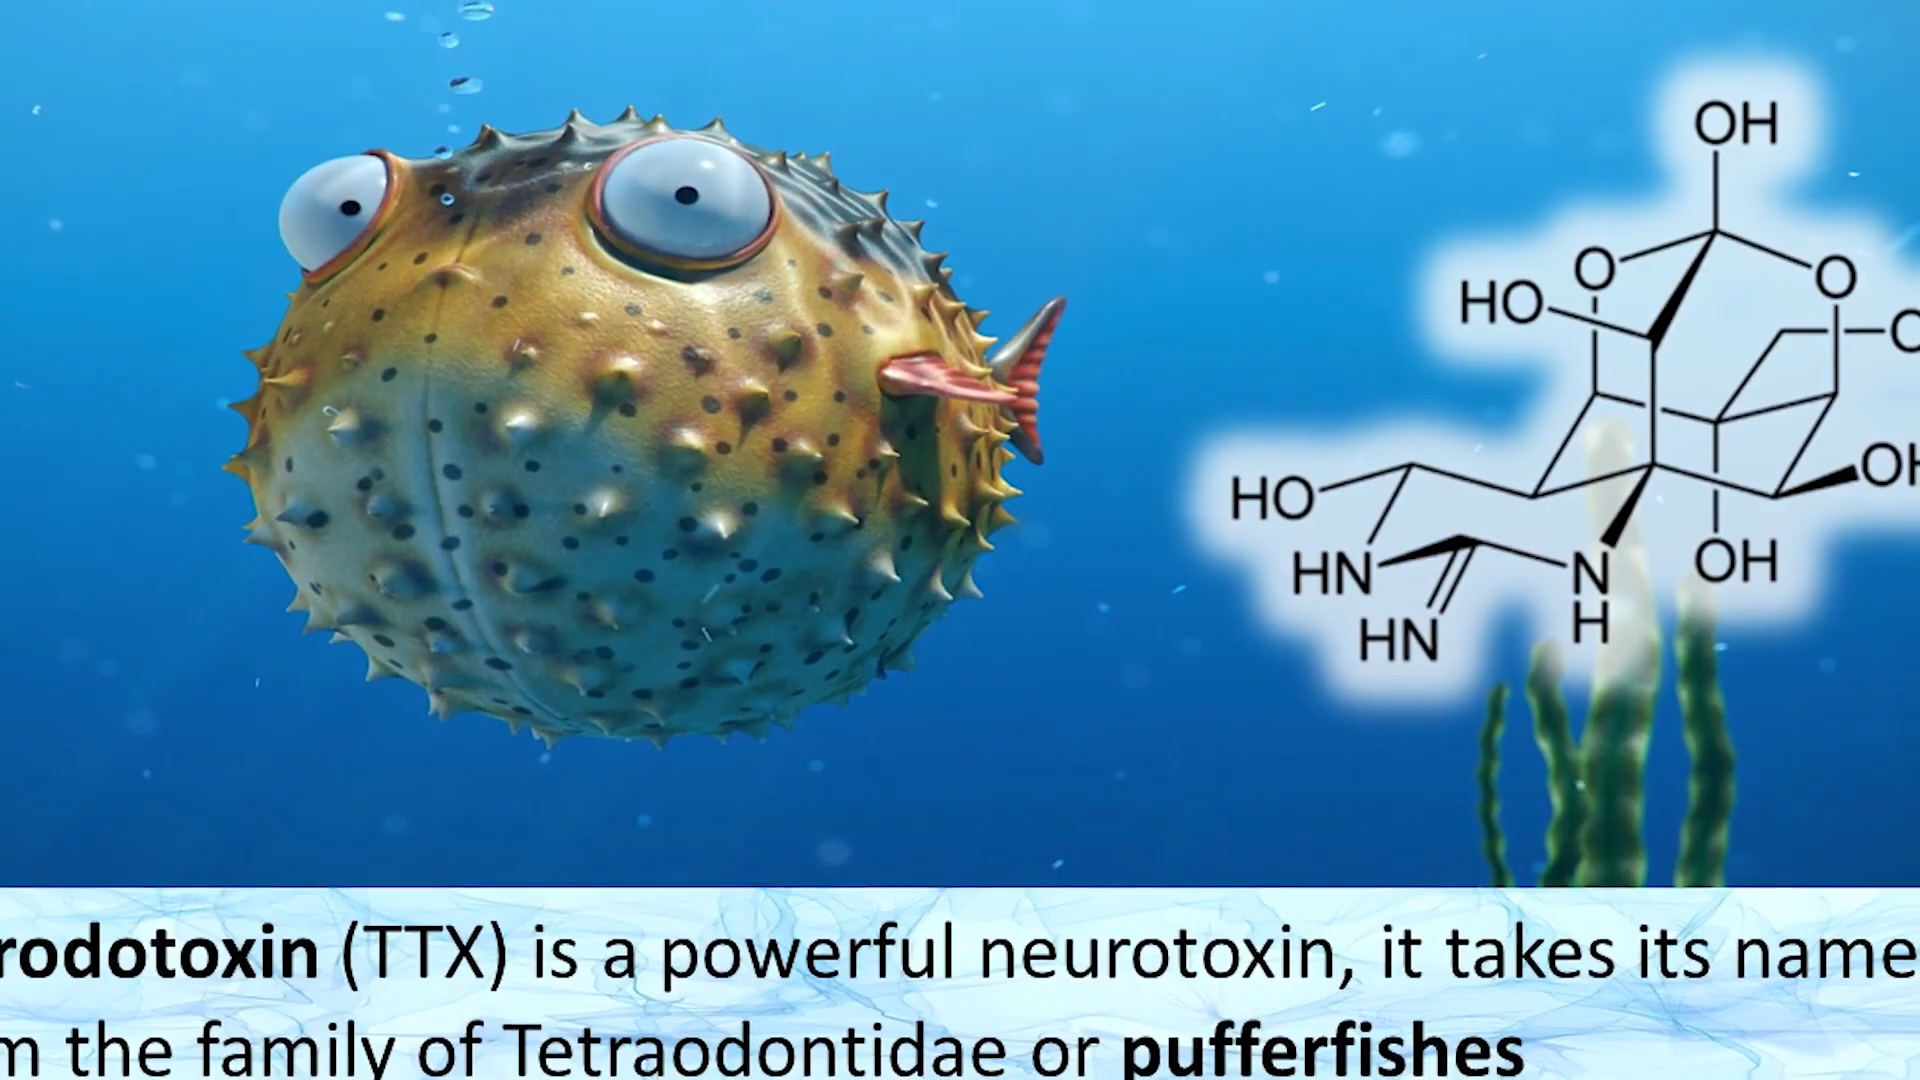 OH
O
O
HO
O
HO
OH
HN
N
H
OH
HN
rodotoxin (TTX) is a powerful neurotoxin, it takes its name
m the family of Tetraodontidae or pufferfishes